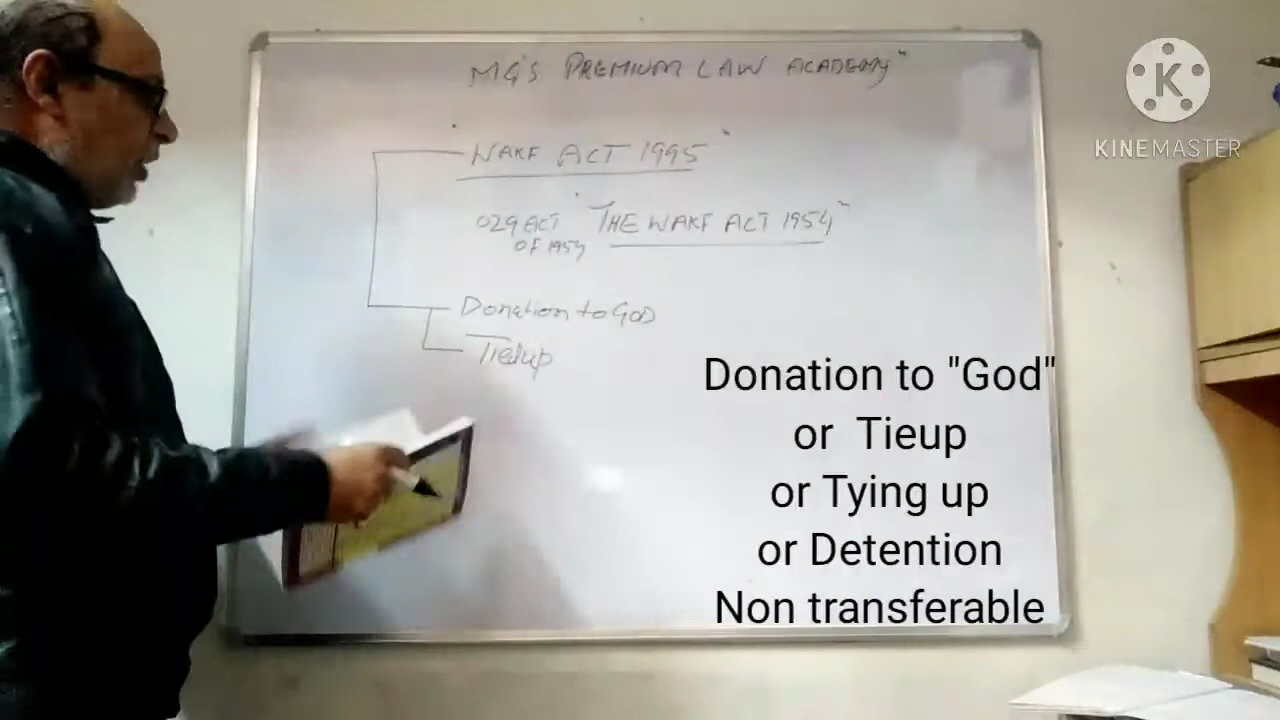 MG'S PREMIUM LAW ACADEMY"
WAKF ACT 1995"
029 ACT "THE WAKF ACT 1954"
OF 1954
Donation to GOD
Tiedup
Donation to "God"
or Tieup
or Tying up
or Detention
Non transferable
K
KINEMASTER